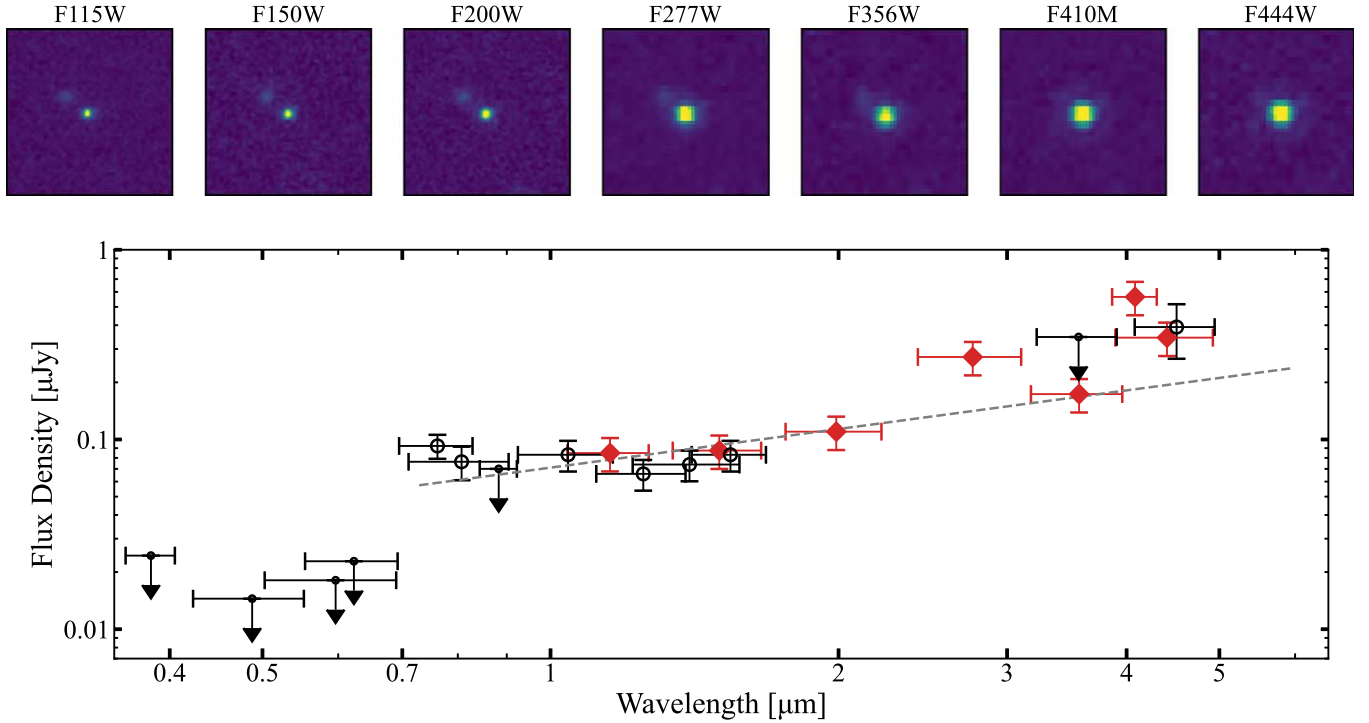 F115W F150W F200W F277W F356W F410M F444W
Flux Density [μJy]
1
0.1
0.01
0.4 0.5 0.7 1 2 3 4 5
Wavelength [μm]